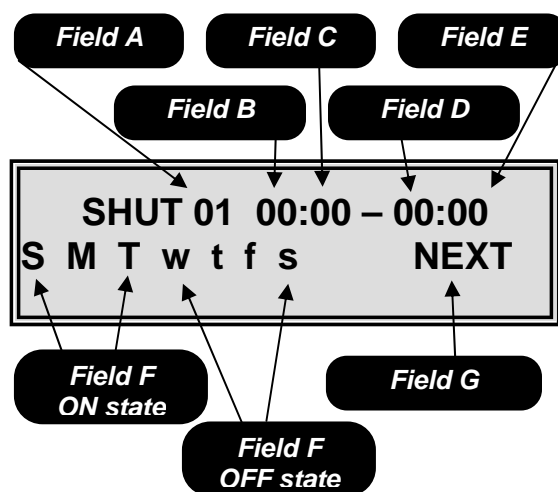 Field A
Field C
Field E
Field B
Field D
SHUT 01 00:00 – 00:00
S M T w t f s NEXT
Field F
ON state
Field G
Field F
OFF state